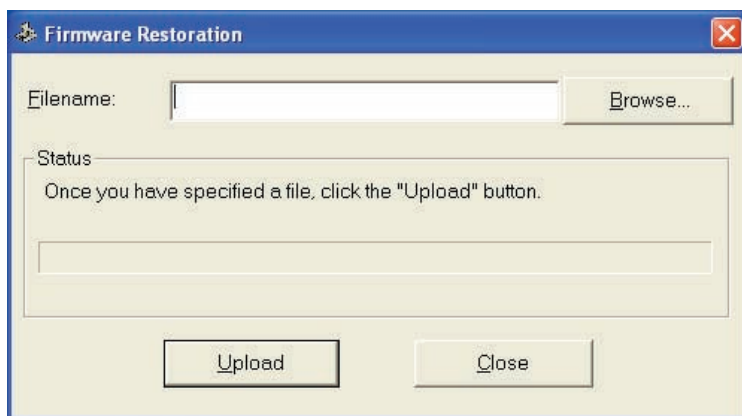 Firmware Restoration
Filename:
Browse...
Status
Once you have specified a file, click the "Upload" button.
Upload
Close